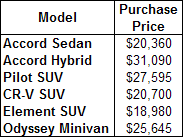 Model Purchase Price
Accord Sedan $20,360
Accord Hybrid $31,090
Pilot SUV $27,595
CR-V SUV $20,700
Element SUV $18,980
Odyssey Minivan $25,645